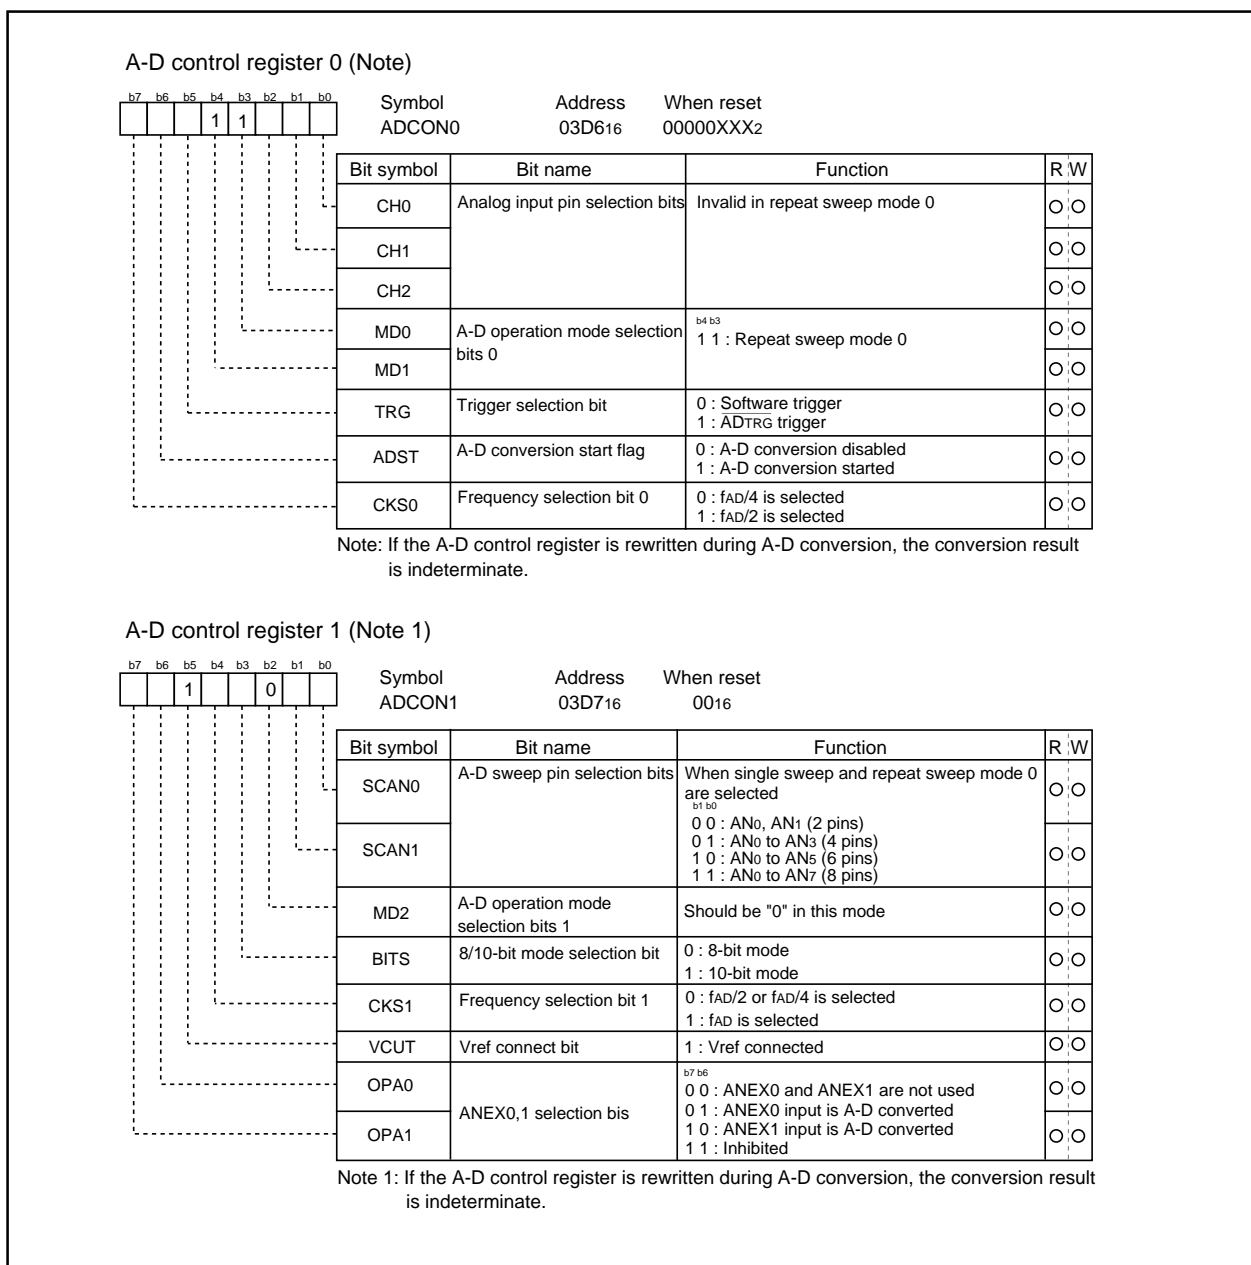 A-D control register 0 (Note)
b7 b6 b5 b4 b3 b2 b1 b0
1 1
Symbol Address When reset
ADCON0 03D616 00000XXX2
Bit symbol Bit name Function R W
CH0 Analog input pin selection bits Invalid in repeat sweep mode 0
CH1
CH2
MD0 A-D operation mode selection bits 0
b4 b3
1 1 : Repeat sweep mode 0
MD1
TRG Trigger selection bit 0 : Software trigger
1 : ADTRG trigger
ADST A-D conversion start flag 0 : A-D conversion disabled
1 : A-D conversion started
CKS0 Frequency selection bit 0 0 : fAD/4 is selected
1 : fAD/2 is selected
Note: If the A-D control register is rewritten during A-D conversion, the conversion result
is indeterminate.
A-D control register 1 (Note 1)
b7 b6 b5 b4 b3 b2 b1 b0
1 0
Symbol Address When reset
ADCON1 03D716 0016
Bit symbol Bit name Function R W
SCAN0 A-D sweep pin selection bits When single sweep and repeat sweep mode 0
are selected
b1 b0
0 0 : AN0, AN1 (2 pins)
0 1 : AN0 to AN3 (4 pins)
1 0 : AN0 to AN5 (6 pins)
1 1 : AN0 to AN7 (8 pins)
SCAN1
MD2 A-D operation mode
selection bits 1
Should be "0" in this mode
BITS 8/10-bit mode selection bit 0 : 8-bit mode
1 : 10-bit mode
CKS1 Frequency selection bit 1 0 : fAD/2 or fAD/4 is selected
1 : fAD is selected
VCUT Vref connect bit 1 : Vref connected
OPA0
OPA1
ANEX0,1 selection bis
b7 b6
0 0 : ANEX0 and ANEX1 are not used
0 1 : ANEX0 input is A-D converted
1 0 : ANEX1 input is A-D converted
1 1 : Inhibited
Note 1: If the A-D control register is rewritten during A-D conversion, the conversion result
is indeterminate.